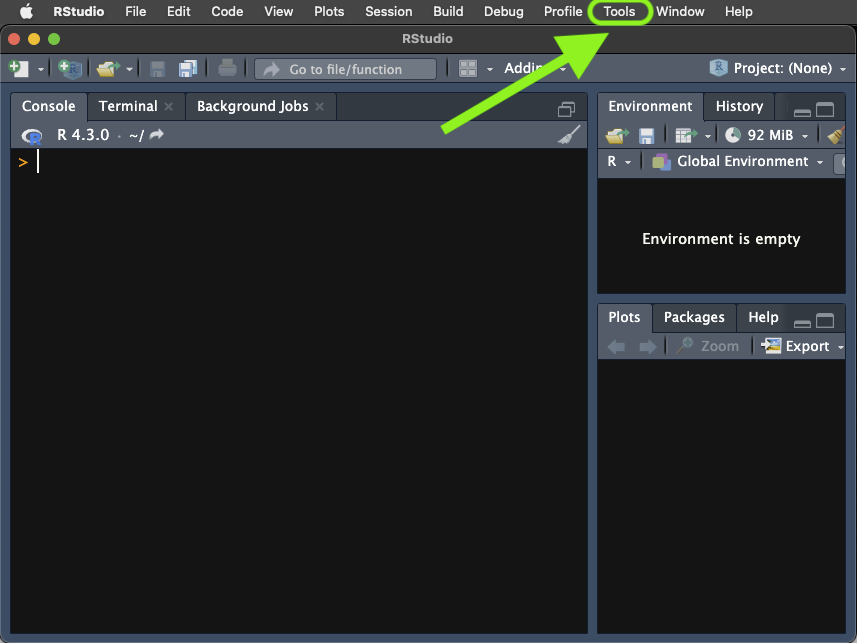 RStudio File Edit Code View Plots Session Build Debug Profile Tools Window Help
RStudio
Go to file/function
Project: (None)
Console Terminal Background Jobs
R 4.3.0 · ~/
>
Environment History
92 MiB
R Global Environment
Environment is empty
Plots Packages Help
Zoom Export